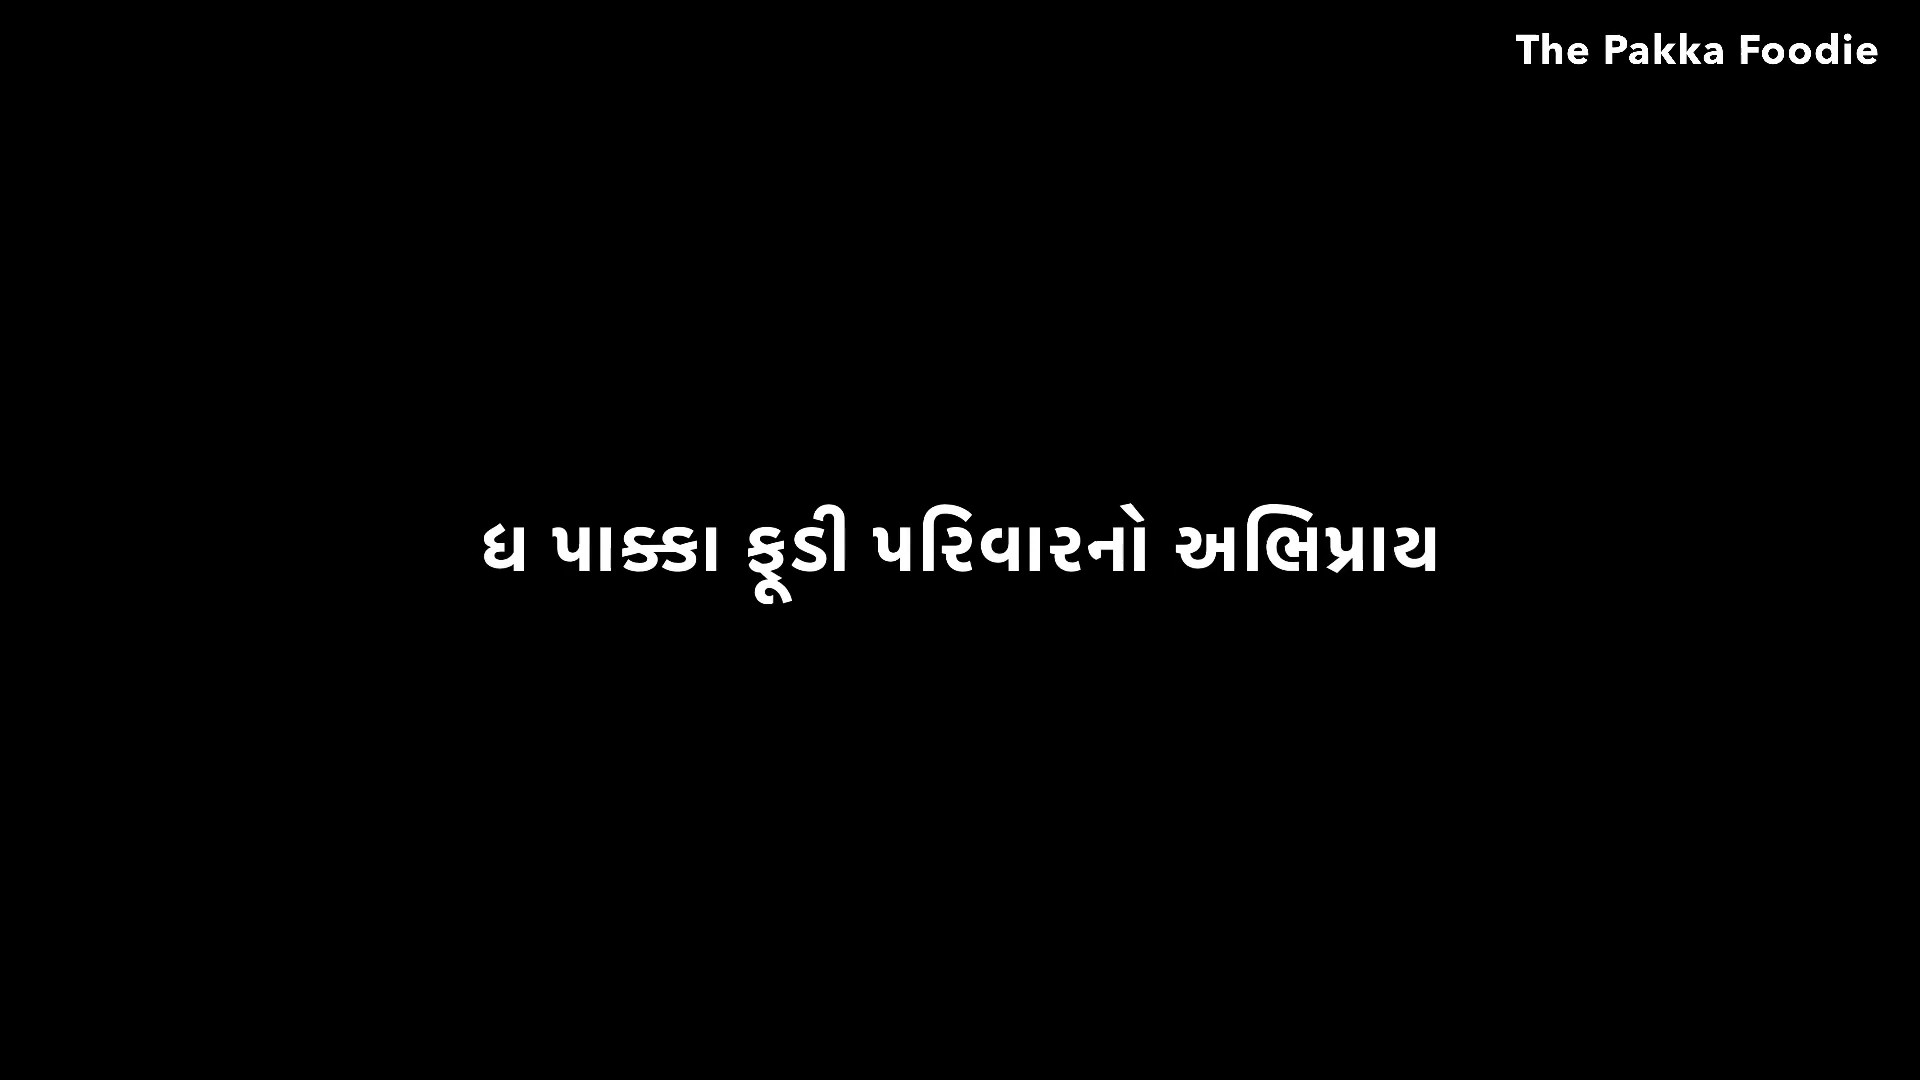 The Pakka Foodie
ધ પાક્કા ફૂડી પરિવારનો અભિપ્રાય